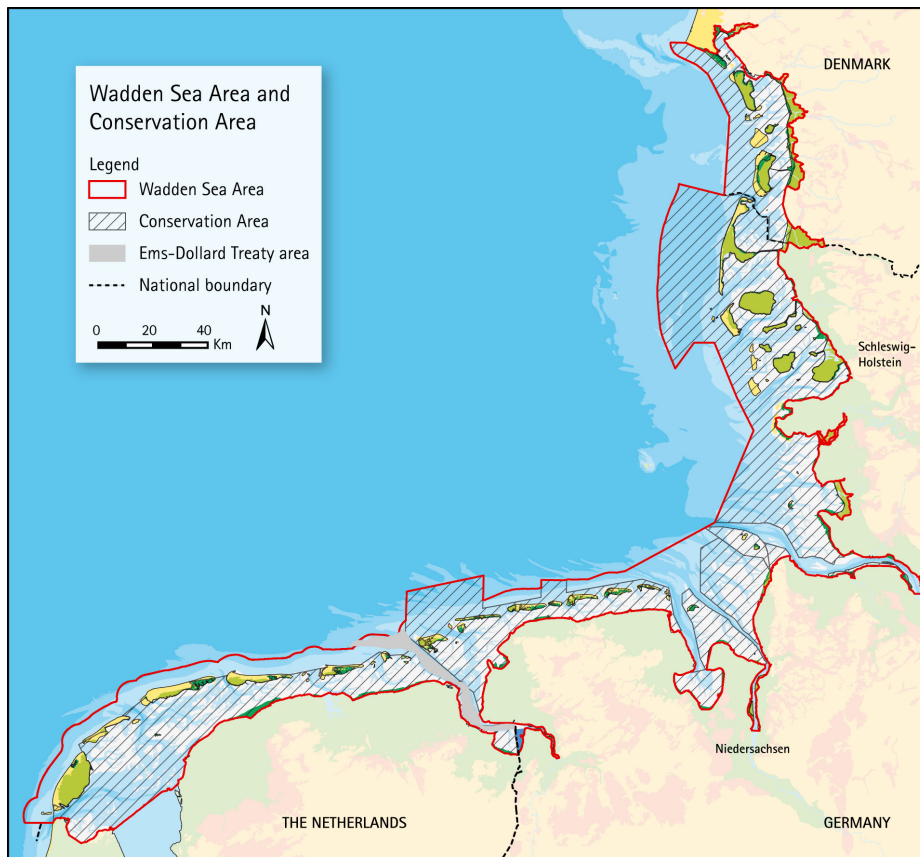 Wadden Sea Area and
Conservation Area
Legend
Wadden Sea Area
Conservation Area
Ems-Dollard Treaty area
National boundary
N
0 20 40
Km
DENMARK
Schleswig-
Holstein
Niedersachsen
THE NETHERLANDS
GERMANY